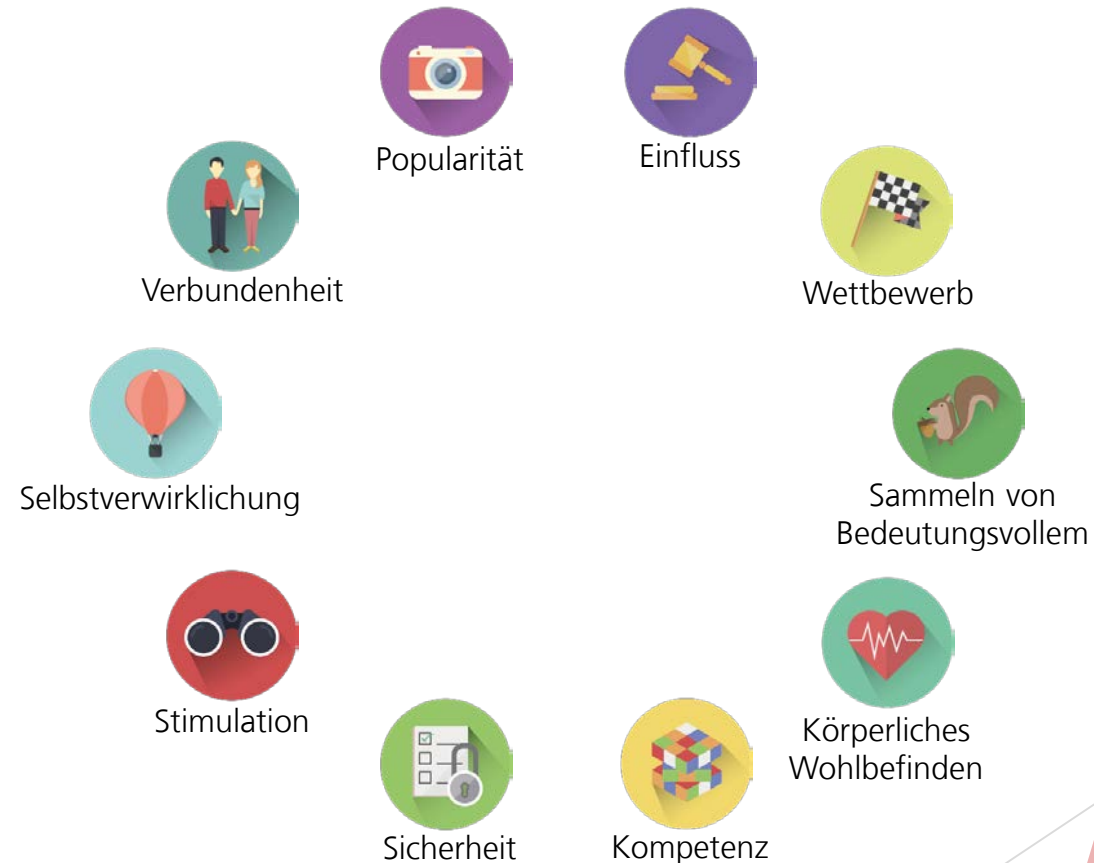 Popularität
Einfluss
Verbundenheit
Wettbewerb
Selbstverwirklichung
Sammeln von
Bedeutungsvollem
Stimulation
Körperliches
Wohlbefinden
Sicherheit
Kompetenz